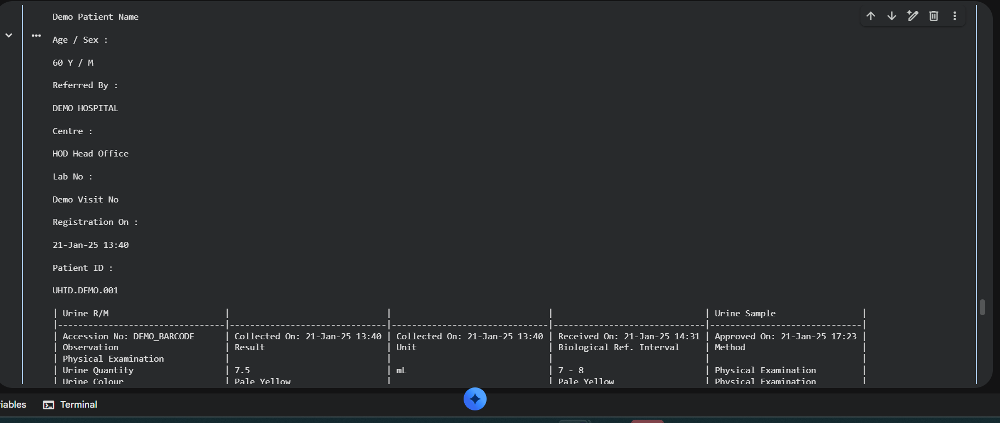 Demo Patient Name
Age / Sex :
60 Y / M
Referred By :
DEMO HOSPITAL
Centre :
HOD Head Office
Lab No :
Demo Visit No
Registration On :
21-Jan-25 13:40
Patient ID :
UHID.DEMO.001
| Urine R/M | | | | Urine Sample |
|---------------------------------|-------------------------------|-------------------------------|------------------------------|------------------------------|
| Accession No: DEMO_BARCODE | Collected On: 21-Jan-25 13:40 | Collected On: 21-Jan-25 13:40 | Received On: 21-Jan-25 14:31 | Approved On: 21-Jan-25 17:23 |
| Observation | Result | Unit | Biological Ref. Interval | Method |
| Physical Examination | | | | |
| Urine Quantity | 7.5 | mL | 7 - 8 | Physical Examination |
| Urine Colour | Pale Yellow | | Pale Yellow | Physical Examination |
iables Terminal